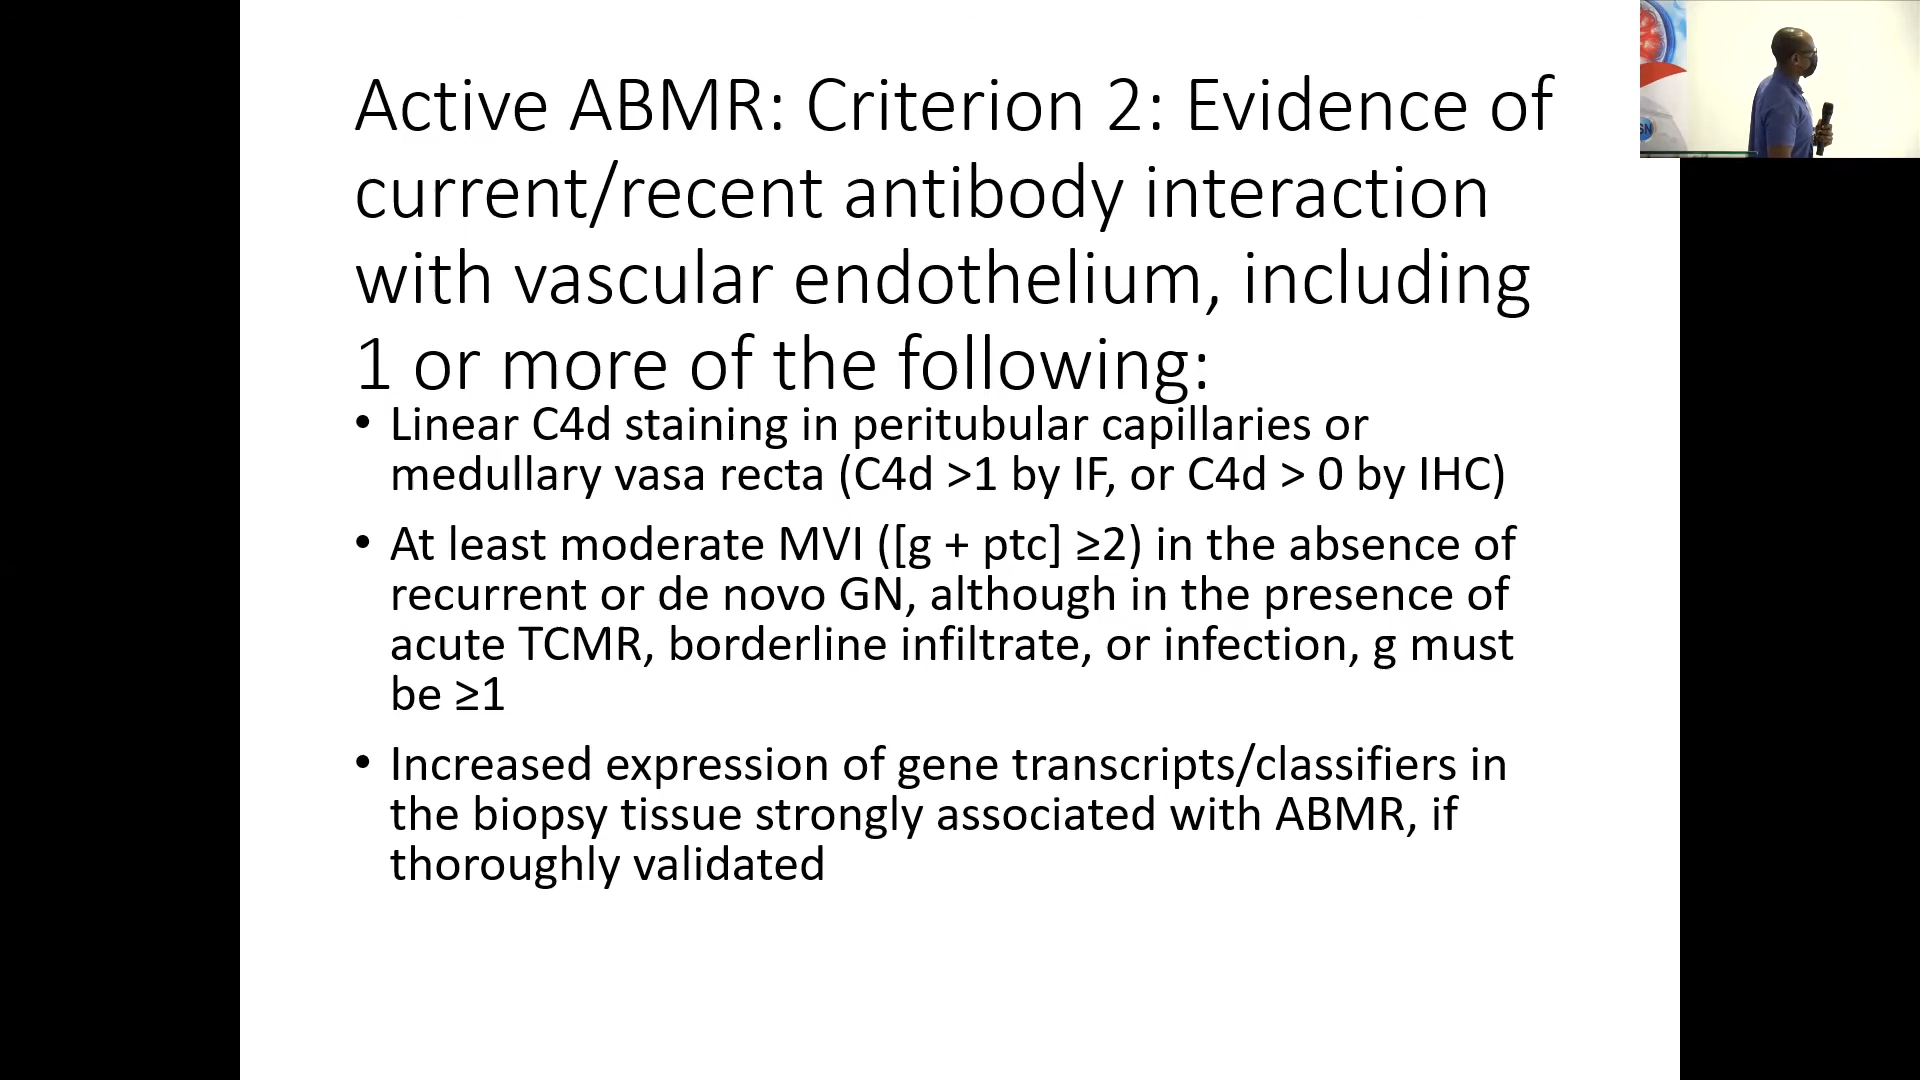 Active ABMR: Criterion 2: Evidence of
current/recent antibody interaction
with vascular endothelium, including
1 or more of the following:
• Linear C4d staining in peritubular capillaries or
medullary vasa recta (C4d >1 by IF, or C4d > 0 by IHC)
• At least moderate MVI ([g + ptc] ≥2) in the absence of
recurrent or de novo GN, although in the presence of
acute TCMR, borderline infiltrate, or infection, g must
be ≥1
• Increased expression of gene transcripts/classifiers in
the biopsy tissue strongly associated with ABMR, if
thoroughly validated